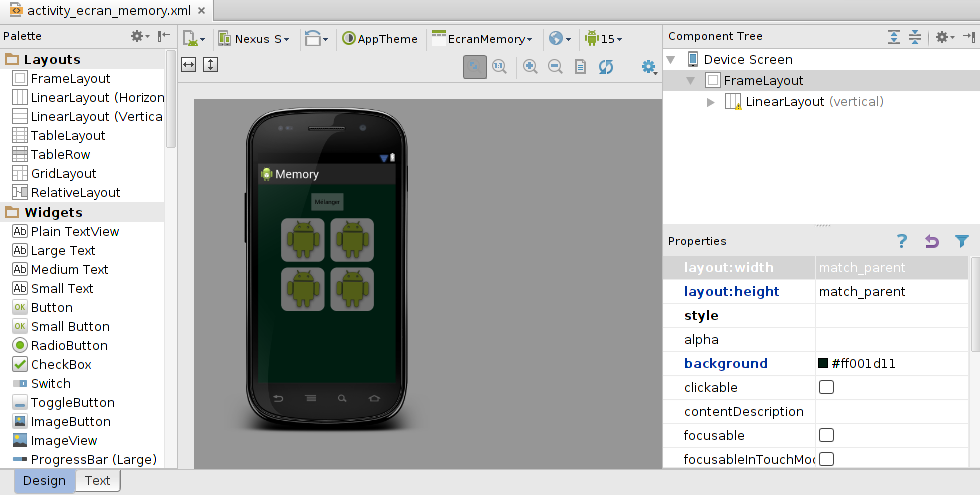 activity_ecran_memory.xml
Palette
Nexus S
AppTheme
EcranMemory
15
Component Tree
Layouts
FrameLayout
LinearLayout (Horizon
LinearLayout (Vertica
TableLayout
TableRow
GridLayout
RelativeLayout
Widgets
Ab Plain TextView
Ab Large Text
Ab Medium Text
Ab Small Text
OK Button
OK Small Button
RadioButton
CheckBox
Switch
ToggleButton
ImageButton
ImageView
ProgressBar (Large)
Design
Text
Memory
Mélanger
Device Screen
FrameLayout
LinearLayout (vertical)
Properties
?
layout:width match_parent
layout:height match_parent
style
alpha
background #ff001d11
clickable
contentDescription
focusable
focusableInTouchMo